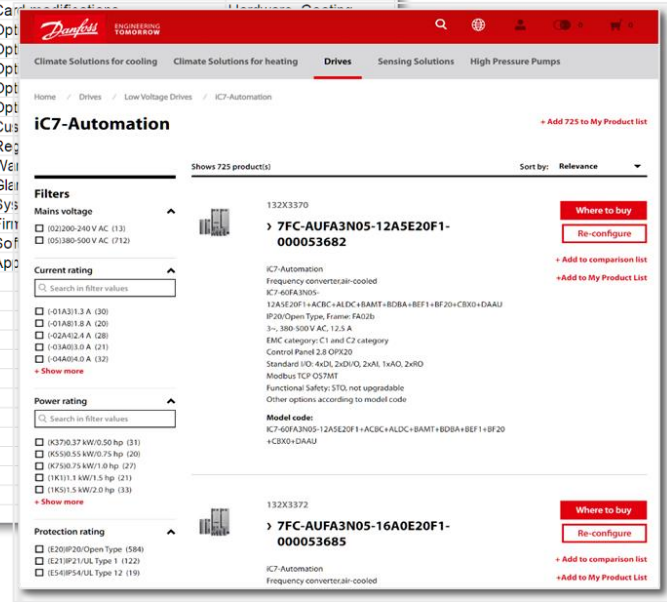 Card modifications Hardware, Coating
Danfoss ENGINEERING
TOMORROW
0
0
Climate Solutions for cooling Climate Solutions for heating Drives Sensing Solutions High Pressure Pumps
Home / Drives / Low Voltage Drives / iC7-Automation
iC7-Automation
+ Add 725 to My Product list
Shows 725 product(s)
Sort by: Relevance
Filters
Mains voltage
(02)200-240 V AC (13)
(05)380-500 V AC (712)
Current rating
Search in filter values
(-01A3)1.3 A (30)
(-01A8)1.8 A (20)
(-02A4)2.4 A (28)
(-03A0)3.0 A (21)
(-04A0)4.0 A (32)
+ Show more
Power rating
Search in filter values
(K37)0.37 kW/0.50 hp (31)
(K55)0.55 kW/0.75 hp (20)
(K75)0.75 kW/1.0 hp (27)
(1K1)1.1 kW/1.5 hp (21)
(1K5)1.5 kW/2.0 hp (33)
+ Show more
Protection rating
(E20)IP20/Open Type (584)
(E21)IP21/UL Type 1 (122)
(E54)IP54/UL Type 12 (19)
132X3370
› 7FC-AUFA3N05-12A5E20F1-
000053682
iC7-Automation
Frequency converter.air-cooled
iC7-60FA3N05-
12A5E20F1+ACBC+ALDC+BAMT+BDBA+BEF1+BF20+CBX0+DAAU
IP20/Open Type, Frame: FA02b
3~, 380-500 V AC, 12.5 A
EMC category: C1 and C2 category
Control Panel 2.8 OPX20
Standard I/O: 4xDI, 2xDI/O, 2xAI, 1xAO, 2xRO
Modbus TCP OS7MT
Functional Safety: STO, not upgradable
Other options according to model code
Model code:
iC7-60FA3N05-12A5E20F1+ACBC+ALDC+BAMT+BDBA+BEF1+BF20
+CBX0+DAAU
Where to buy
Re-configure
+ Add to comparison list
+Add to My Product List
132X3372
› 7FC-AUFA3N05-16A0E20F1-
000053685
iC7-Automation
Frequency converter.air-cooled
Where to buy
Re-configure
+ Add to comparison list
+Add to My Product List